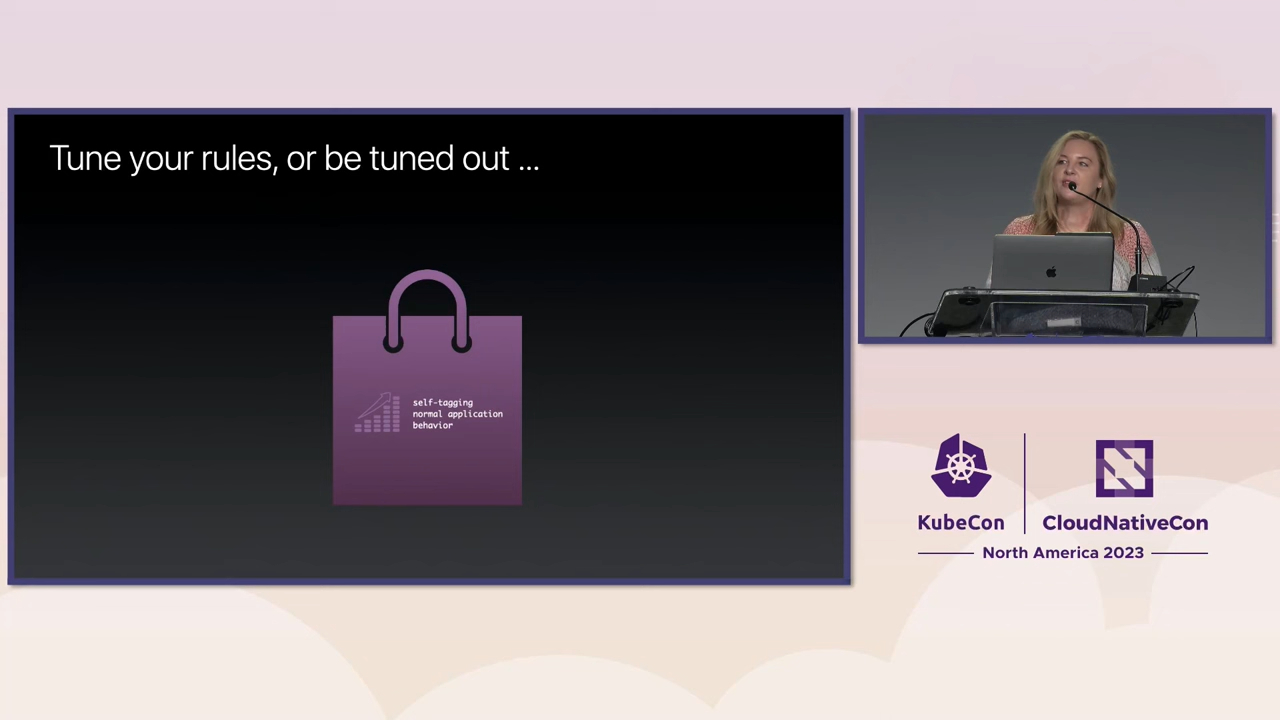 Tune your rules, or be tuned out ...
self-tagging
normal application
behavior
KubeCon
CloudNativeCon
North America 2023